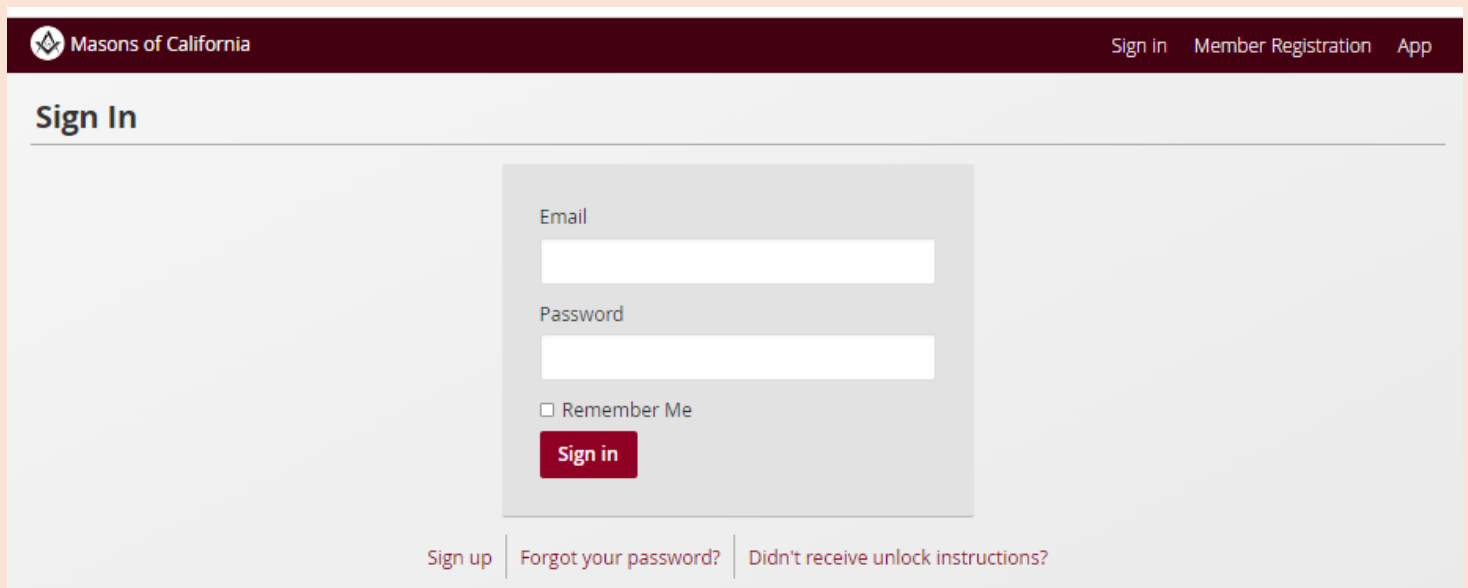 Masons of California
Sign in Member Registration App
Sign In
Email
Password
Remember Me
Sign in
Sign up Forgot your password? Didn't receive unlock instructions?